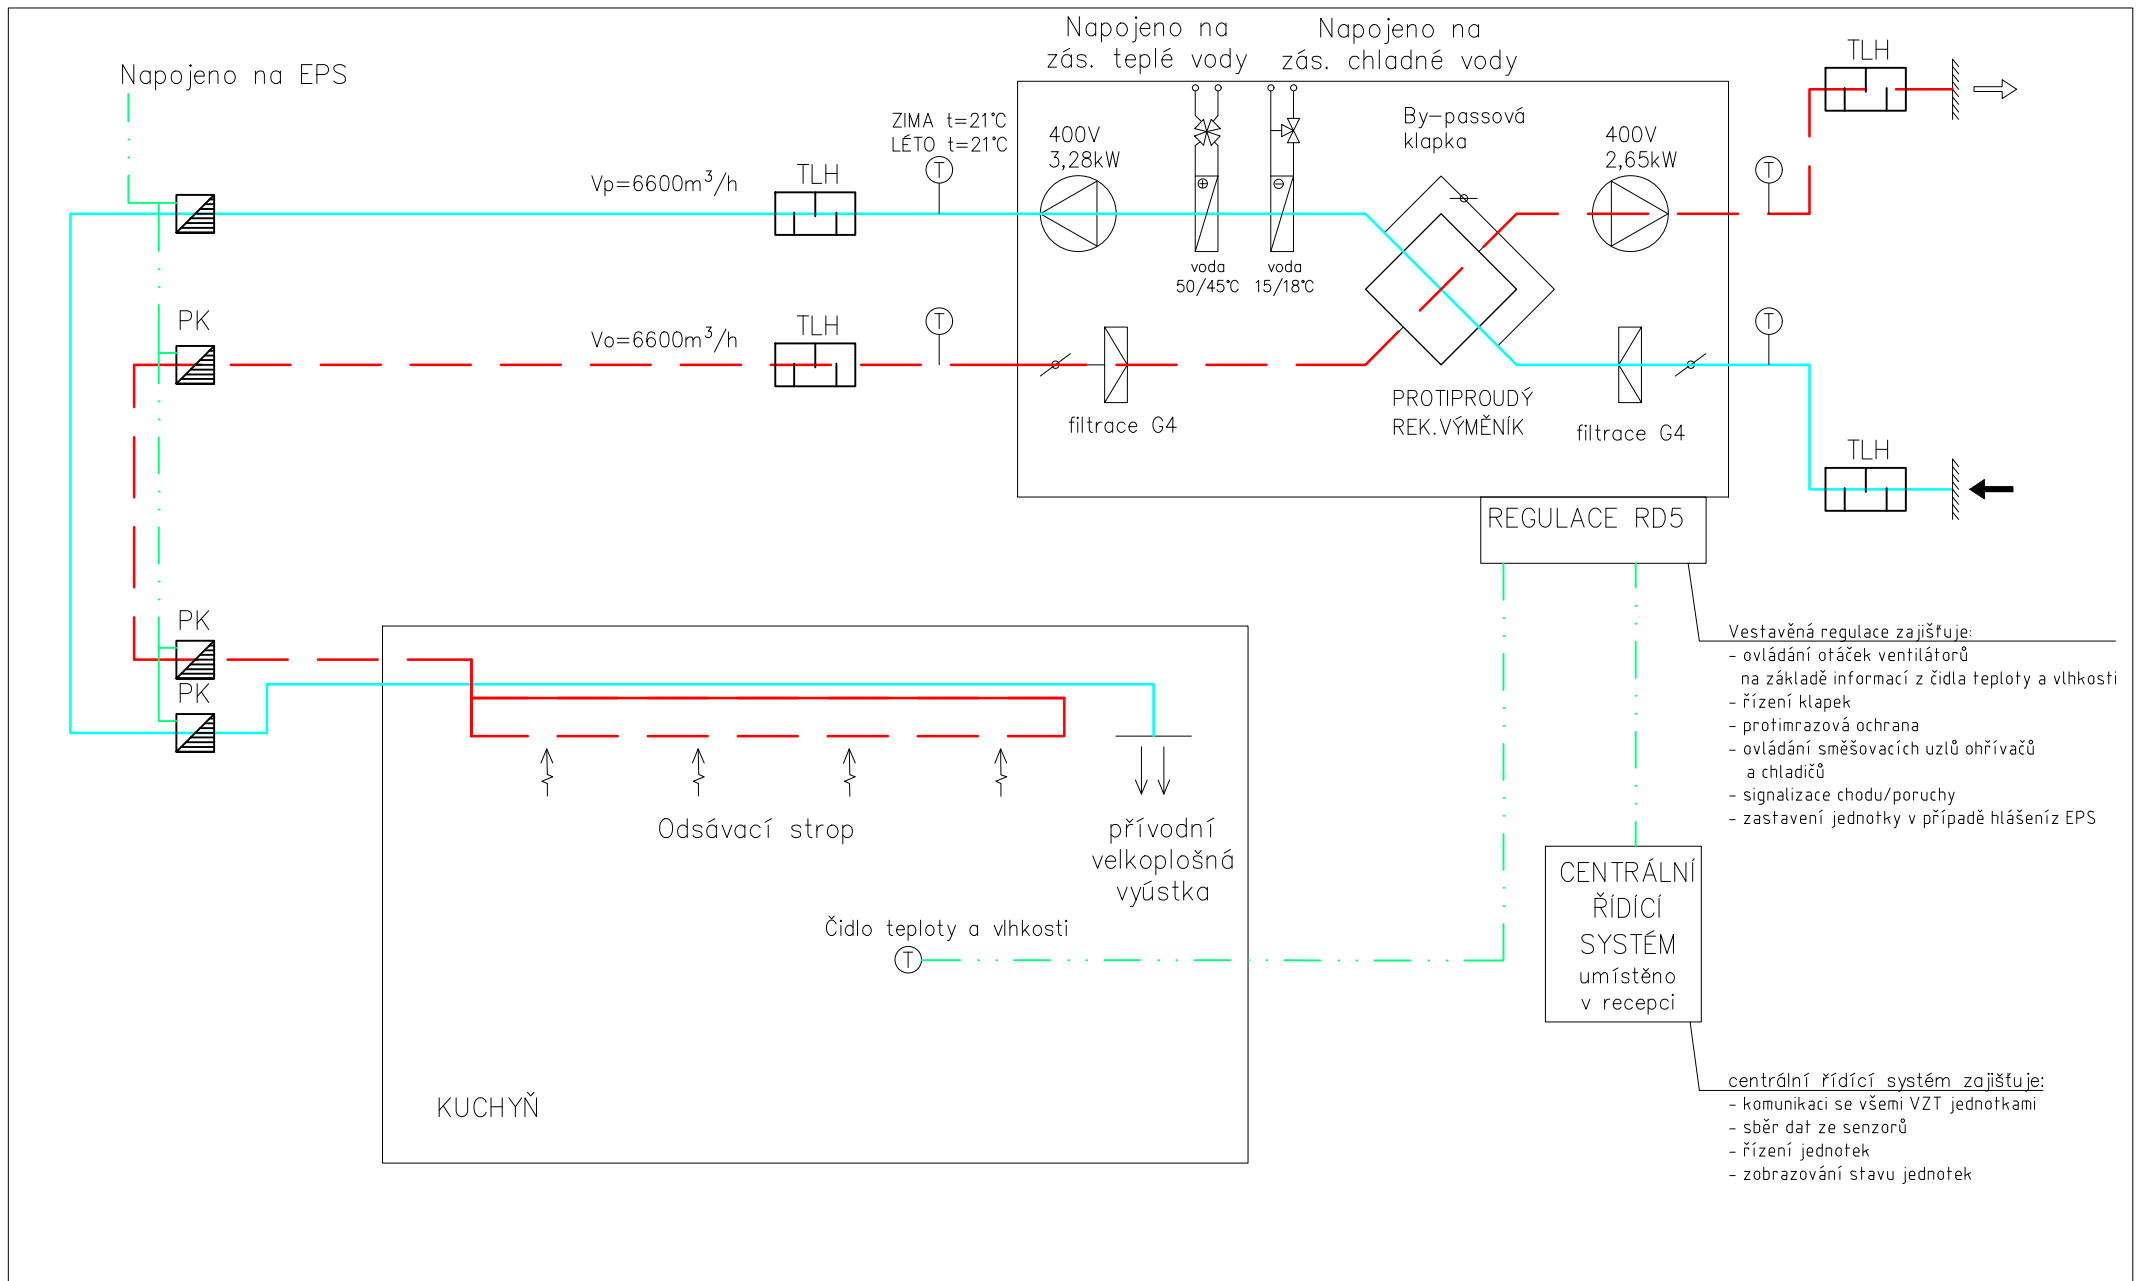 Napojeno na EPS
Napojeno na
zás. teplé vody
Napojeno na
zás. chladné vody
TLH
ZIMA t=21°C
LÉTO t=21°C
400V
3,28kW
By-passová
klapka
400V
2,65kW
Vp=6600m³/h
TLH
T
T
voda
50/45°C
voda
15/18°C
PK
Vo=6600m³/h
TLH
T
T
filtrace G4
PROTIPROUDÝ
REK.VÝMĚNÍK
filtrace G4
TLH
REGULACE RD5
PK
PK
Vestavěná regulace zajišťuje:
- ovládání otáček ventilátorů
na základě informací z čidla teploty a vlhkosti
- řízení klapek
- protimrazová ochrana
- ovládání směšovacích uzlů ohřívačů
a chladičů
- signalizace chodu/poruchy
- zastavení jednotky v případě hlášeníz EPS
Odsávací strop
přívodní
velkoplošná
vyústka
Čidlo teploty a vlhkosti
T
CENTRÁLNÍ
ŘÍDÍCÍ
SYSTÉM
umístěno
v recepci
KUCHYŇ
centrální řídící systém zajišťuje:
- komunikaci se všemi VZT jednotkami
- sběr dat ze senzorů
- řízení jednotek
- zobrazování stavu jednotek